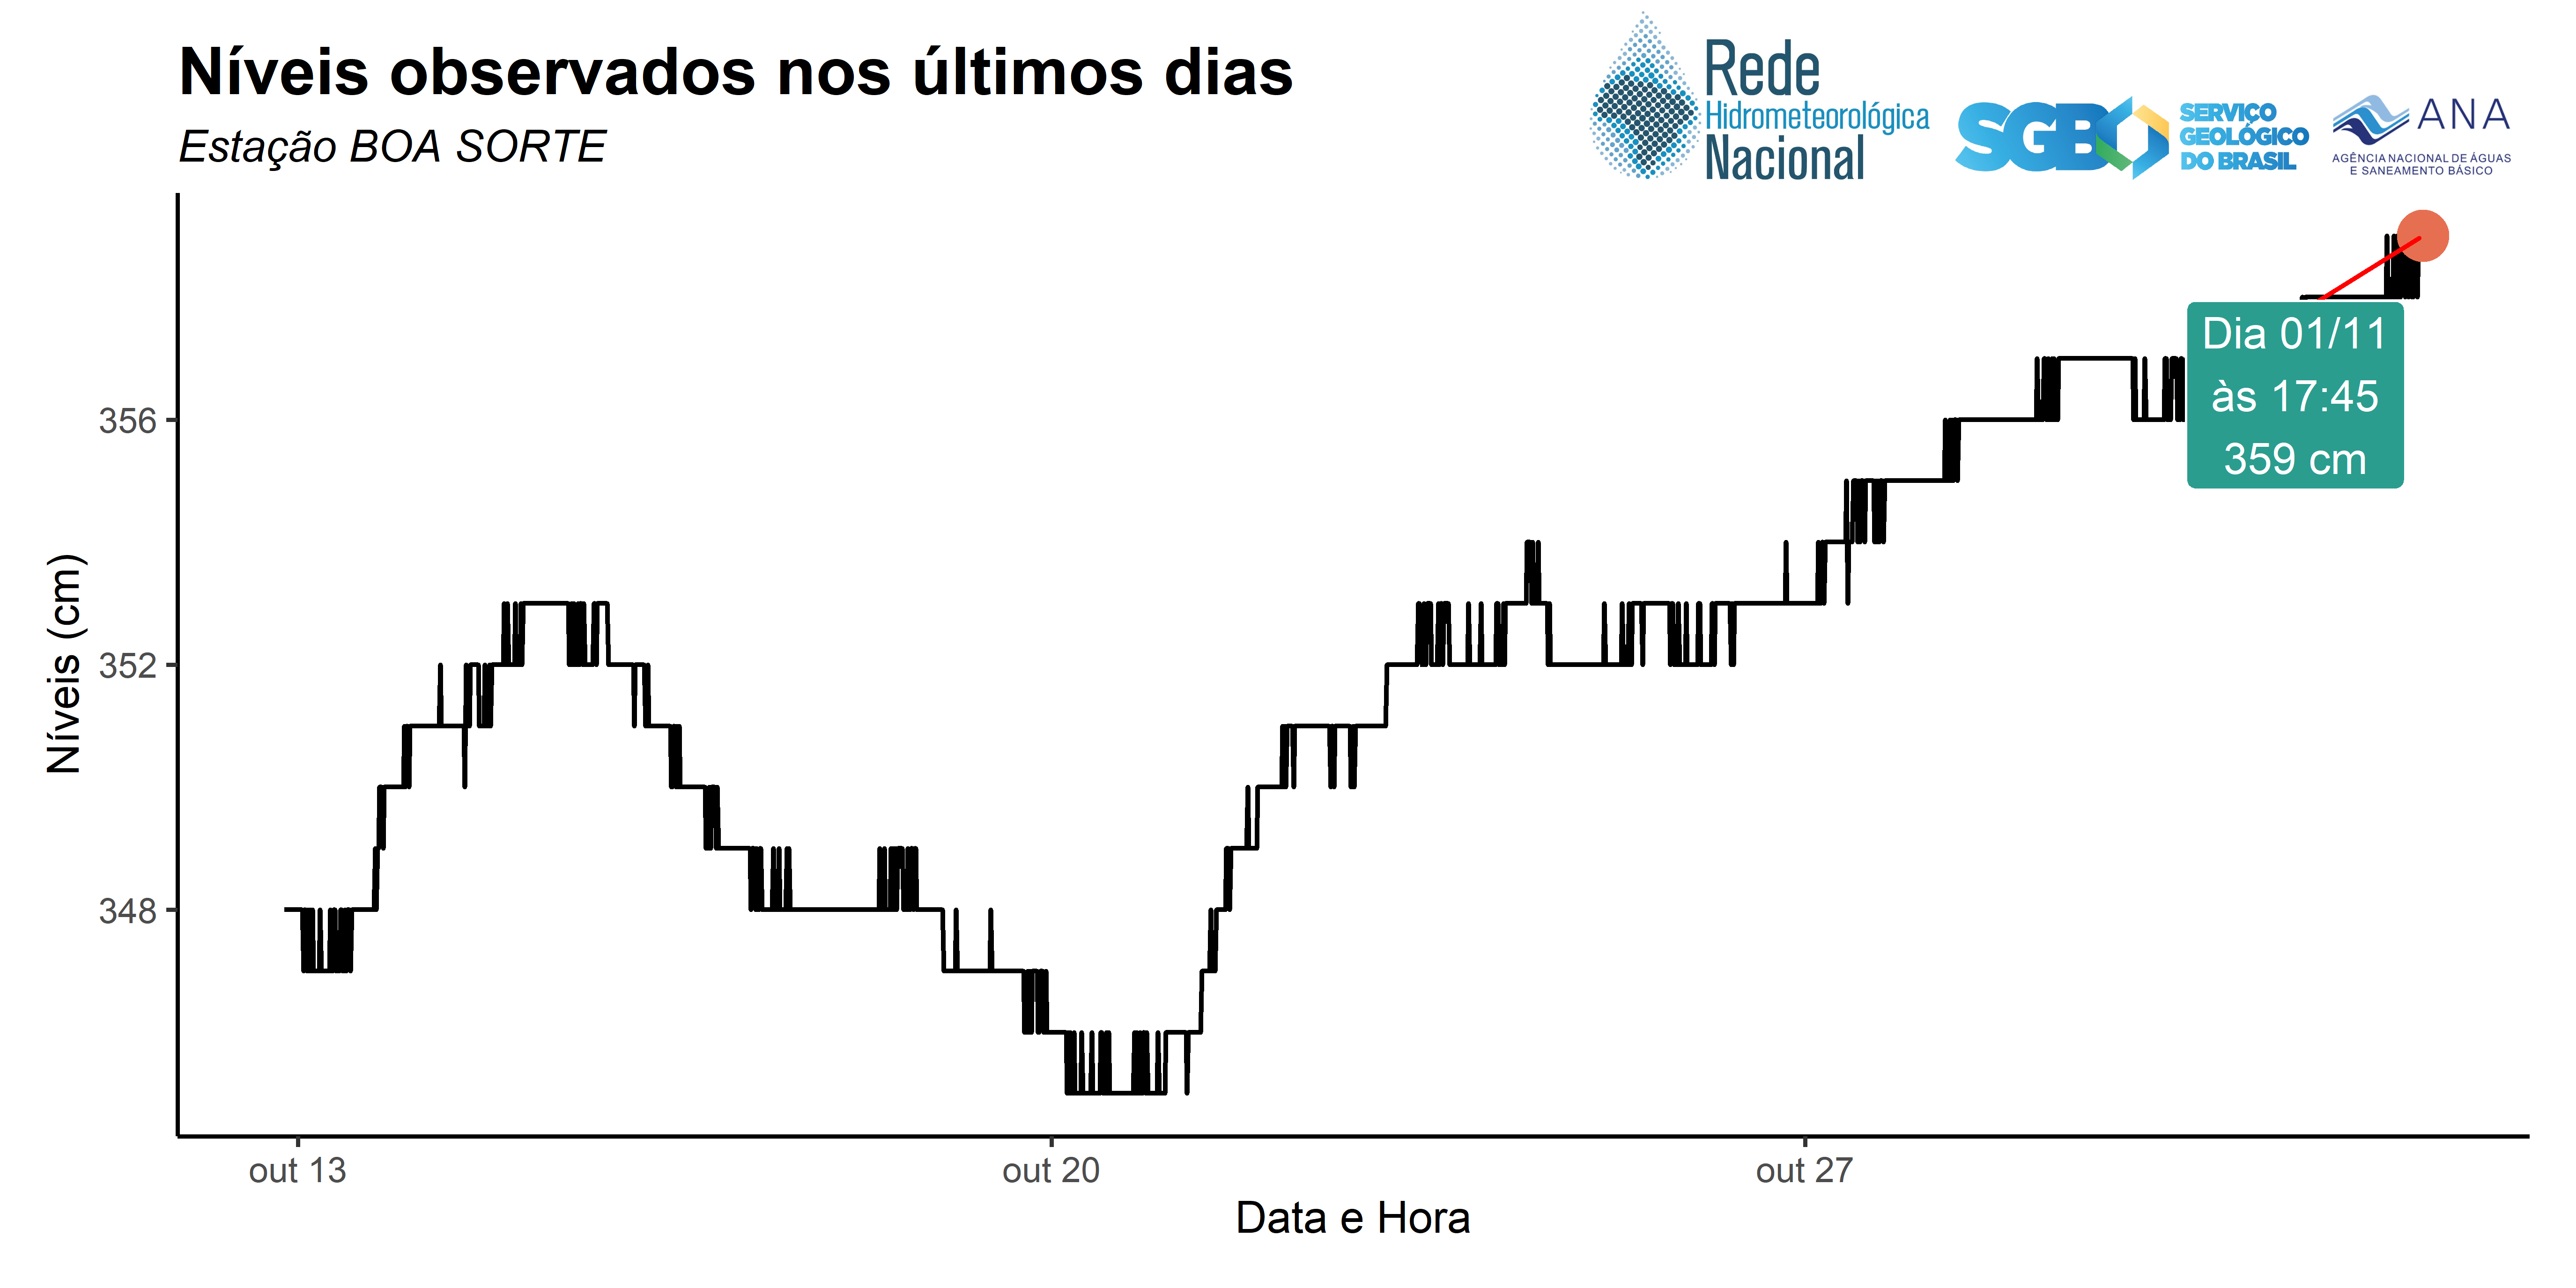 Níveis observados nos últimos dias
Estação BOA SORTE
Rede
Hidrometeorológica
Nacional
SGB
SERVIÇO
GEOLÓGICO
DO BRASIL
ANA
AGÊNCIA NACIONAL DE ÁGUAS
E SANEAMENTO BÁSICO
Dia 01/11
às 17:45
359 cm
Níveis (cm)
356
352
348
out 13
out 20
out 27
Data e Hora